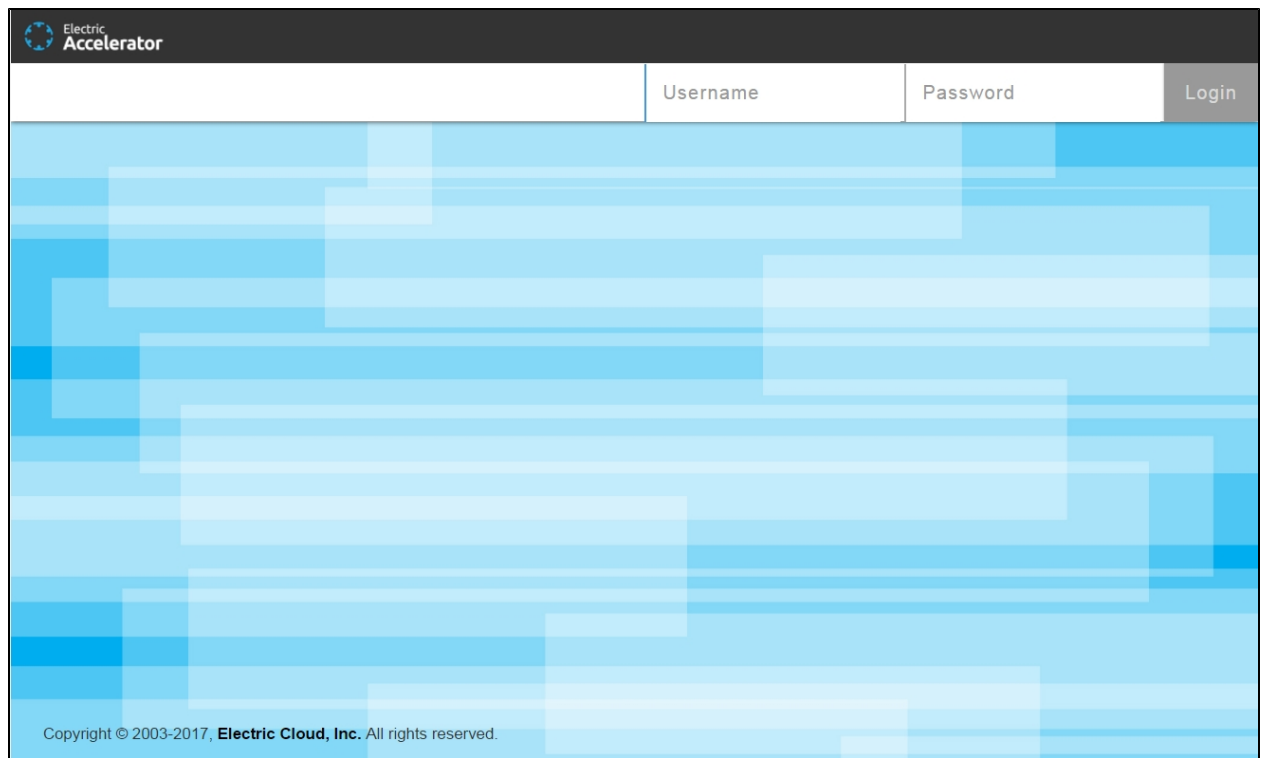 Electric
Accelerator
Username Password Login
Copyright © 2003-2017, Electric Cloud, Inc. All rights reserved.